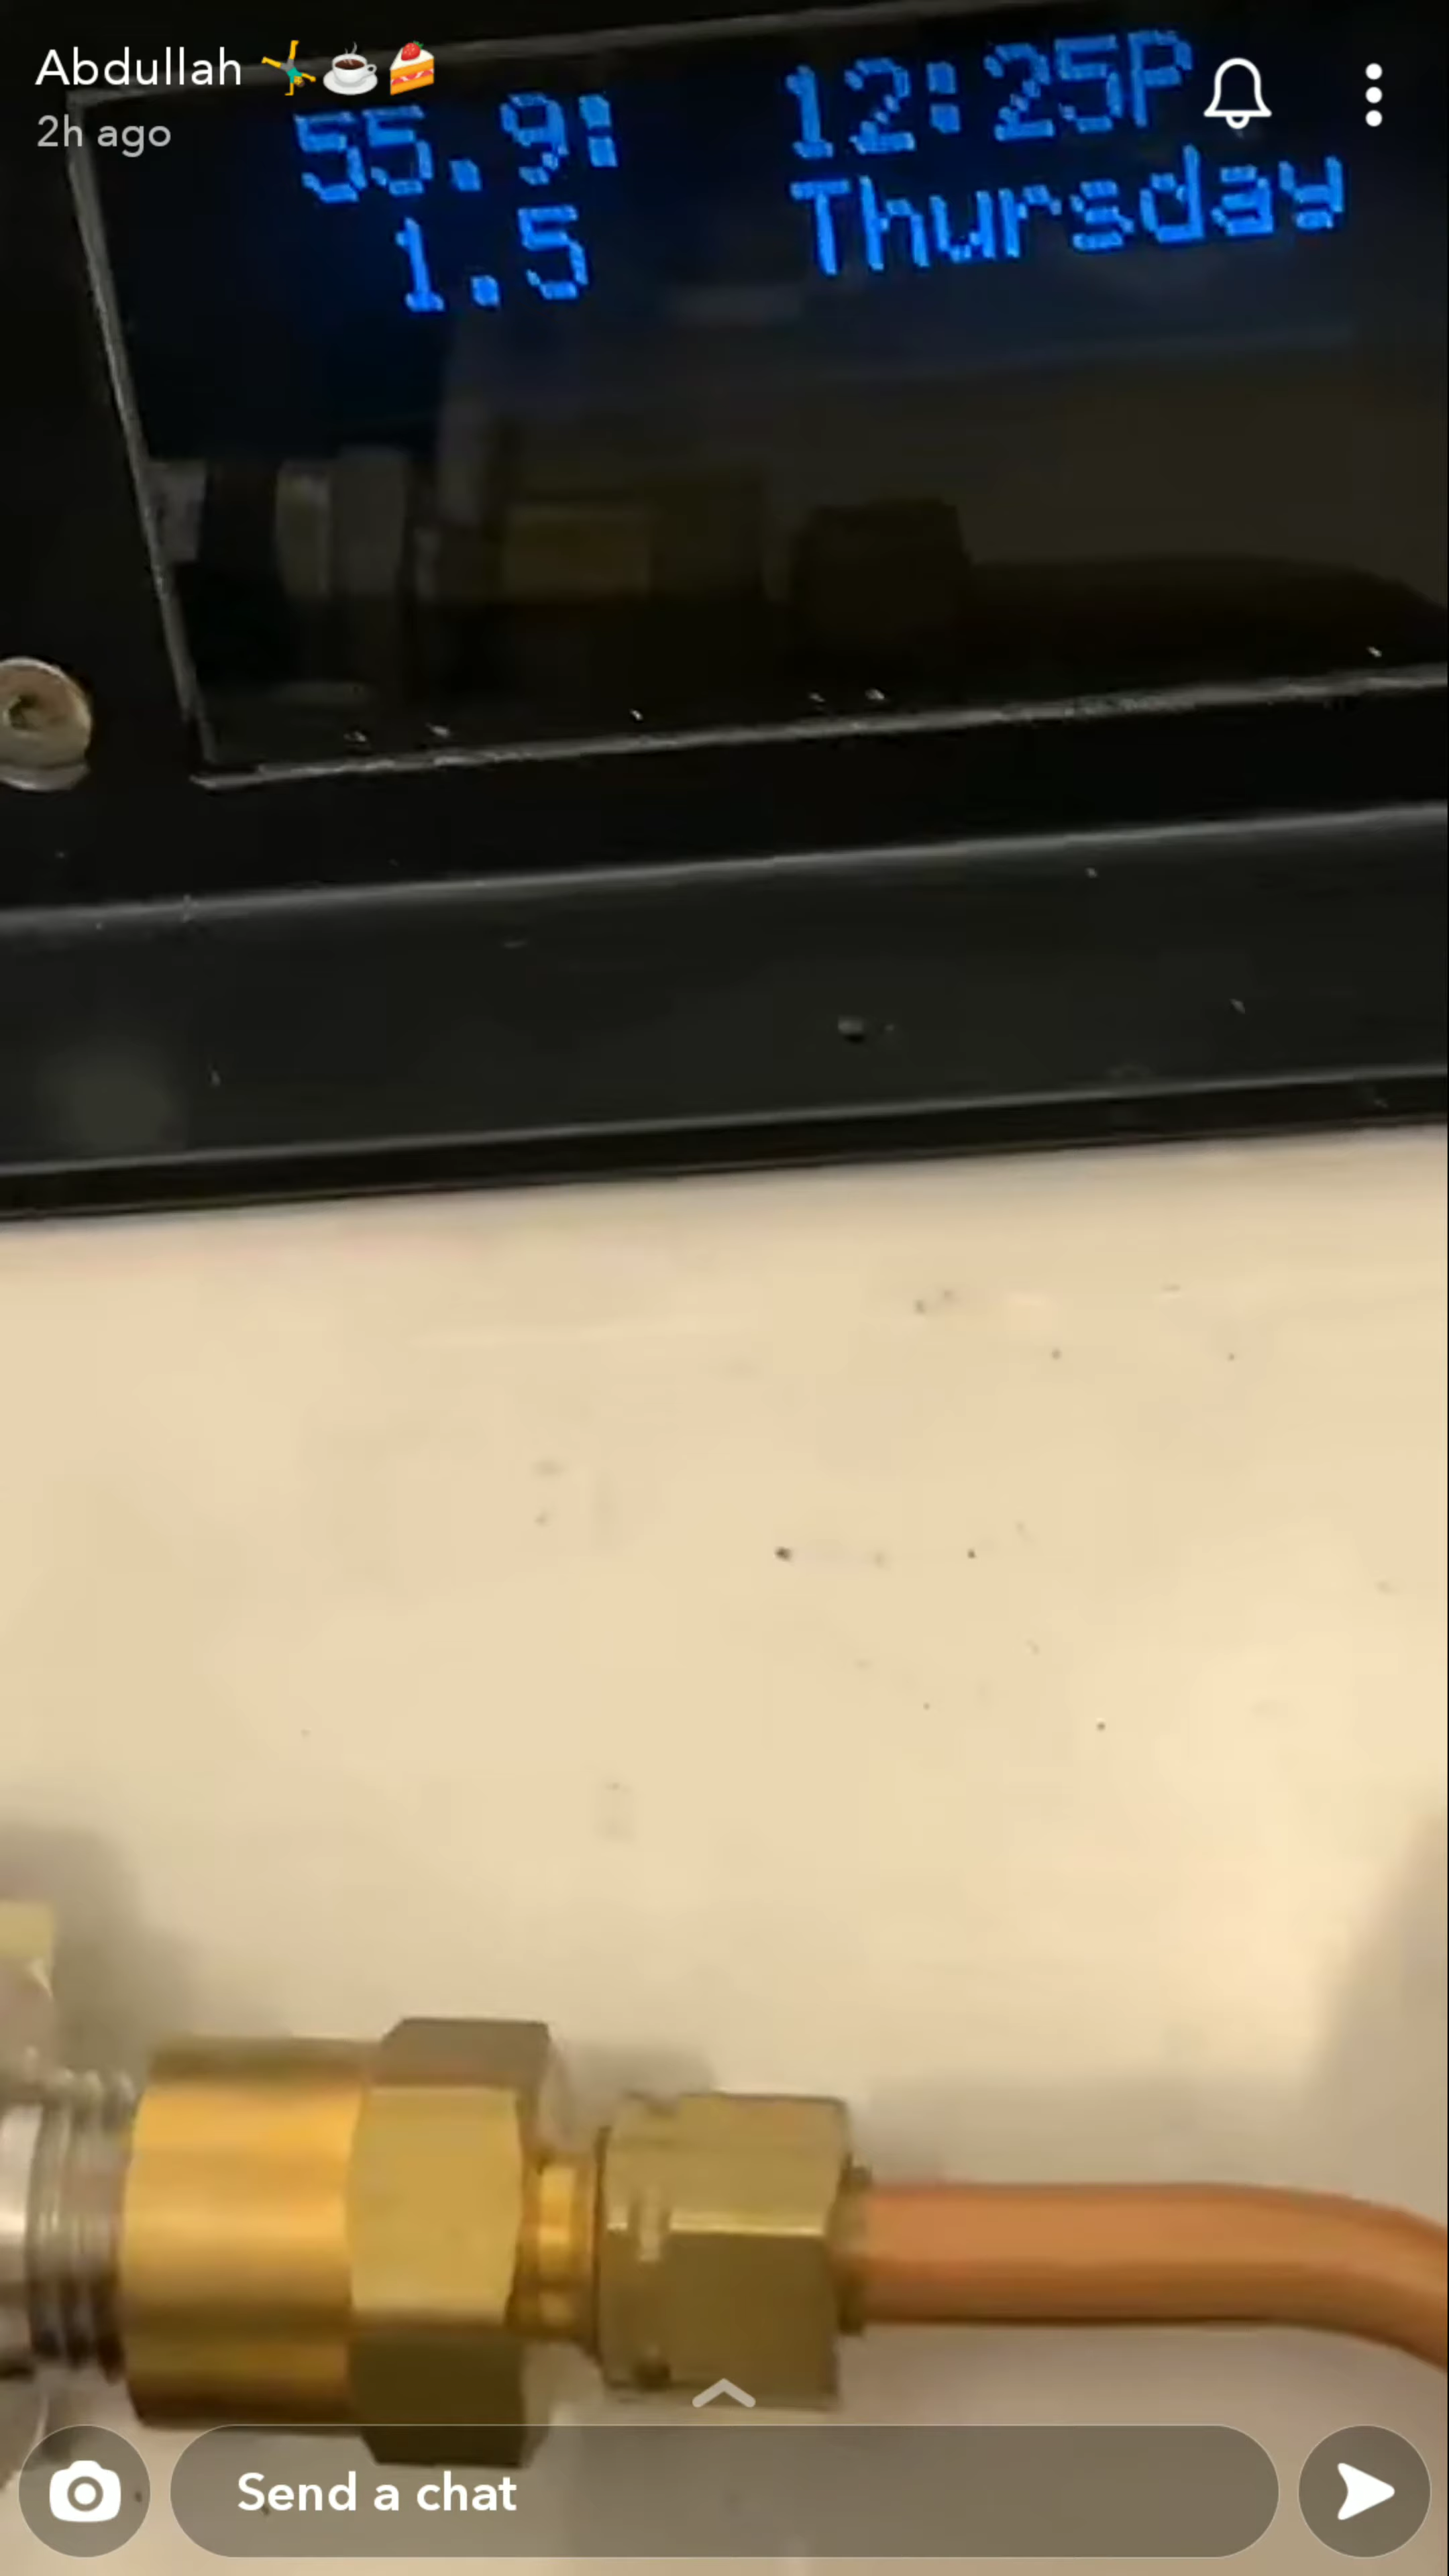 Abdullah 🤸☕🍰
2h ago
55.9: 12:25P
1.5 Thursday
Send a chat